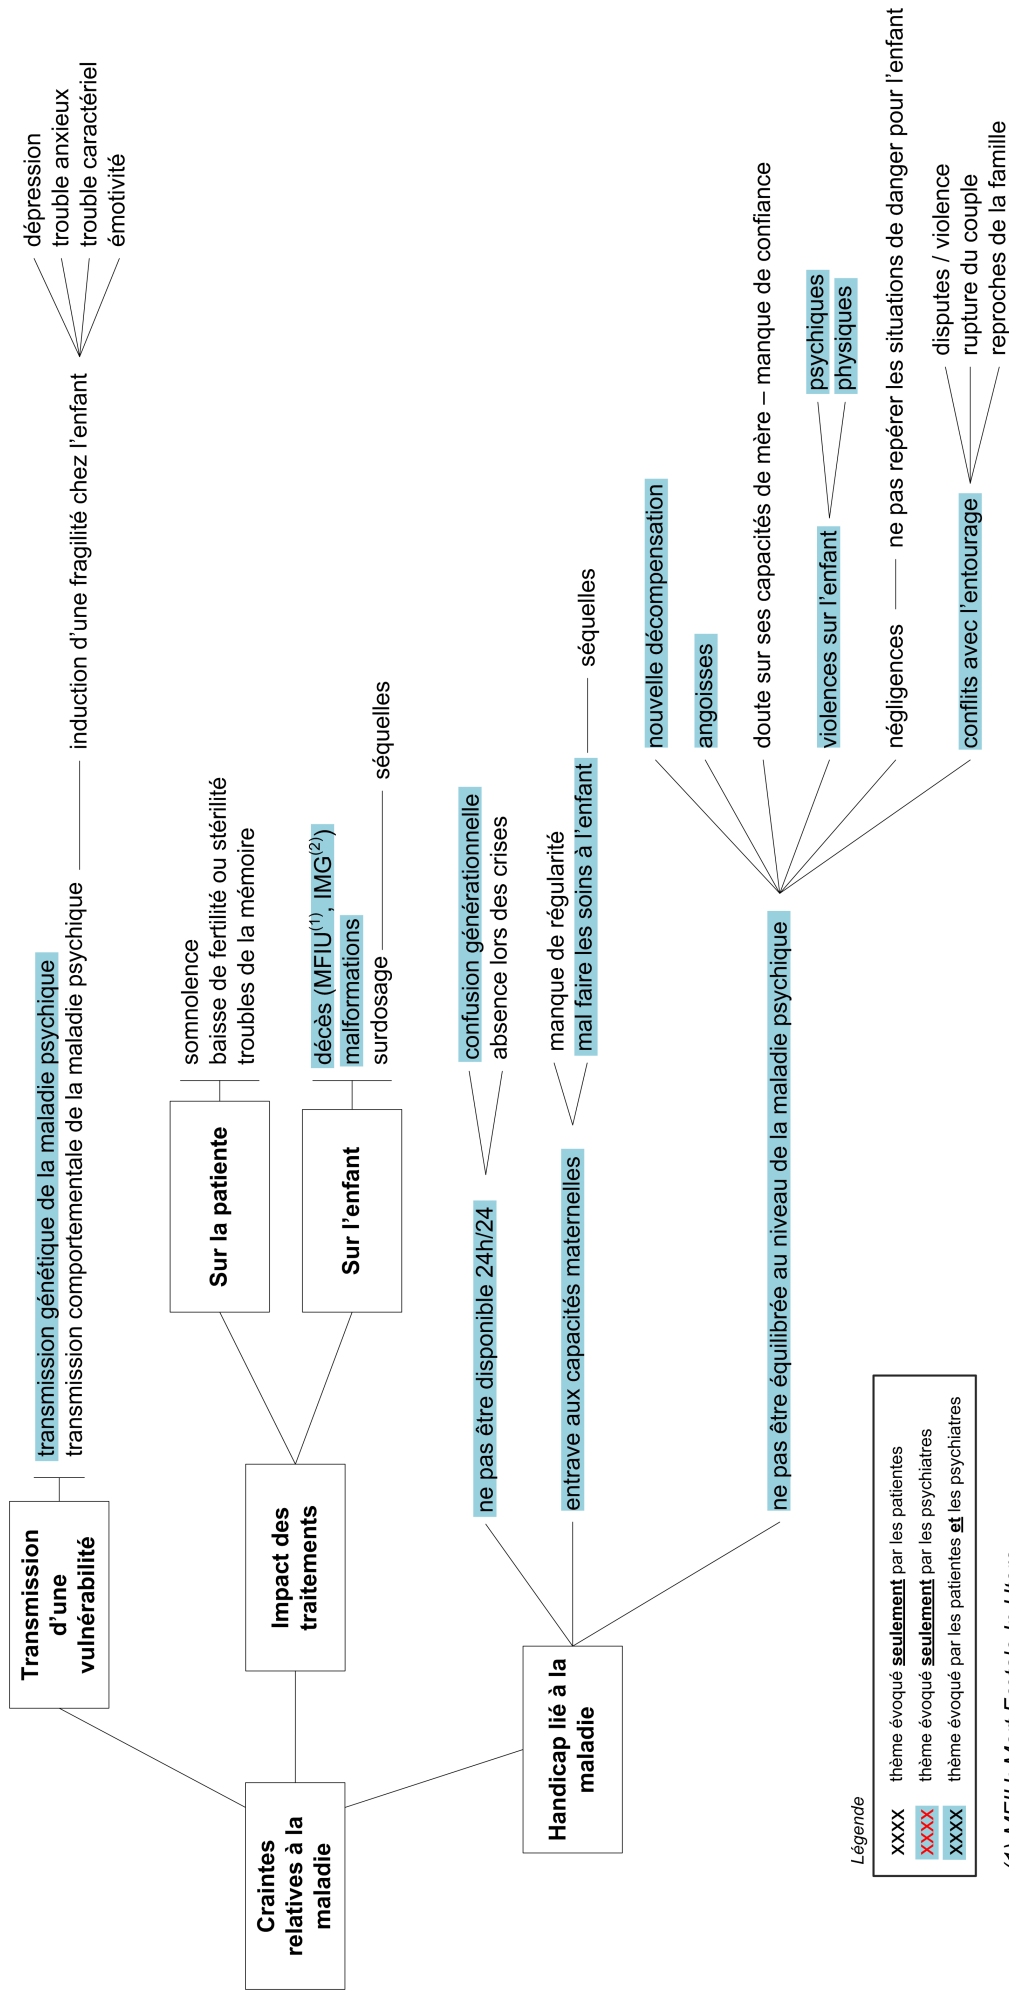 Craintes
relatives à la
maladie
Transmission
d'une
vulnérabilité
transmission génétique de la maladie psychique
transmission comportementale de la maladie psychique
induction d'une fragilité chez l'enfant
dépression
trouble anxieux
trouble caractériel
émotivité
Impact des
traitements
Sur la patiente
somnolence
baisse de fertilité ou stérilité
troubles de la mémoire
Sur l'enfant
décès (MFIU(1), IMG(2))
malformations
surdosage
séquelles
Handicap lié à la
maladie
ne pas être disponible 24h/24
confusion générationnelle
absence lors des crises
entrave aux capacités maternelles
manque de régularité
mal faire les soins à l'enfant
séquelles
ne pas être équilibrée au niveau de la maladie psychique
nouvelle décompensation
angoisses
doute sur ses capacités de mère – manque de confiance
violences sur l'enfant
psychiques
physiques
négligences
ne pas repérer les situations de danger pour l'enfant
conflits avec l'entourage
disputes / violence
rupture du couple
reproches de la famille
Légende
xxxx thème évoqué seulement par les patientes
xxxx thème évoqué seulement par les psychiatres
xxxx thème évoqué par les patientes et les psychiatres